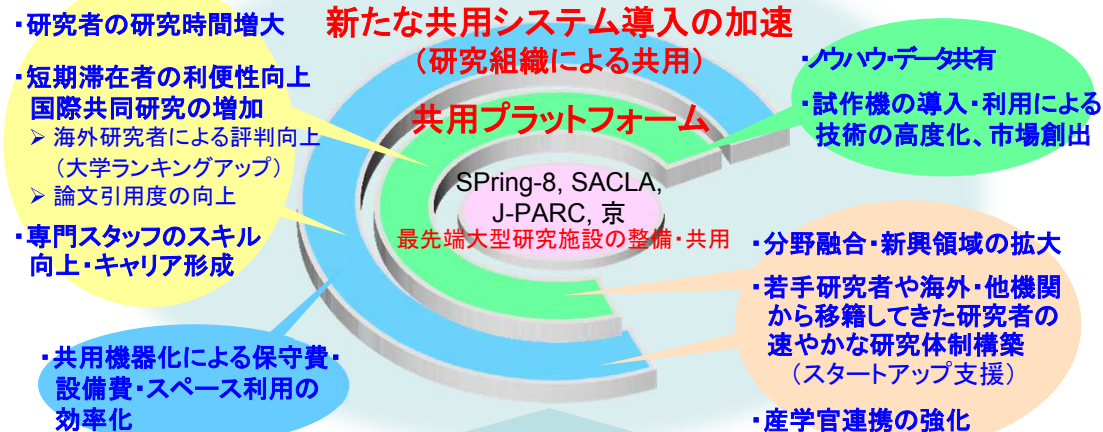 新たな共用システム導入の加速
(研究組織による共用)
共用プラットフォーム
SPring-8, SACLA,
J-PARC, 京
最先端大型研究施設の整備・共用
・研究者の研究時間増大
・短期滞在者の利便性向上
国際共同研究の増加
➢ 海外研究者による評判向上
(大学ランキングアップ)
➢ 論文引用度の向上
・専門スタッフのスキル
向上・キャリア形成
・共用機器化による保守費・
設備費・スペース利用の
効率化
・ノウハウ・データ共有
・試作機の導入・利用による
技術の高度化、市場創出
・分野融合・新興領域の拡大
・若手研究者や海外・他機関
から移籍してきた研究者の
速やかな研究体制構築
(スタートアップ支援)
・産学官連携の強化